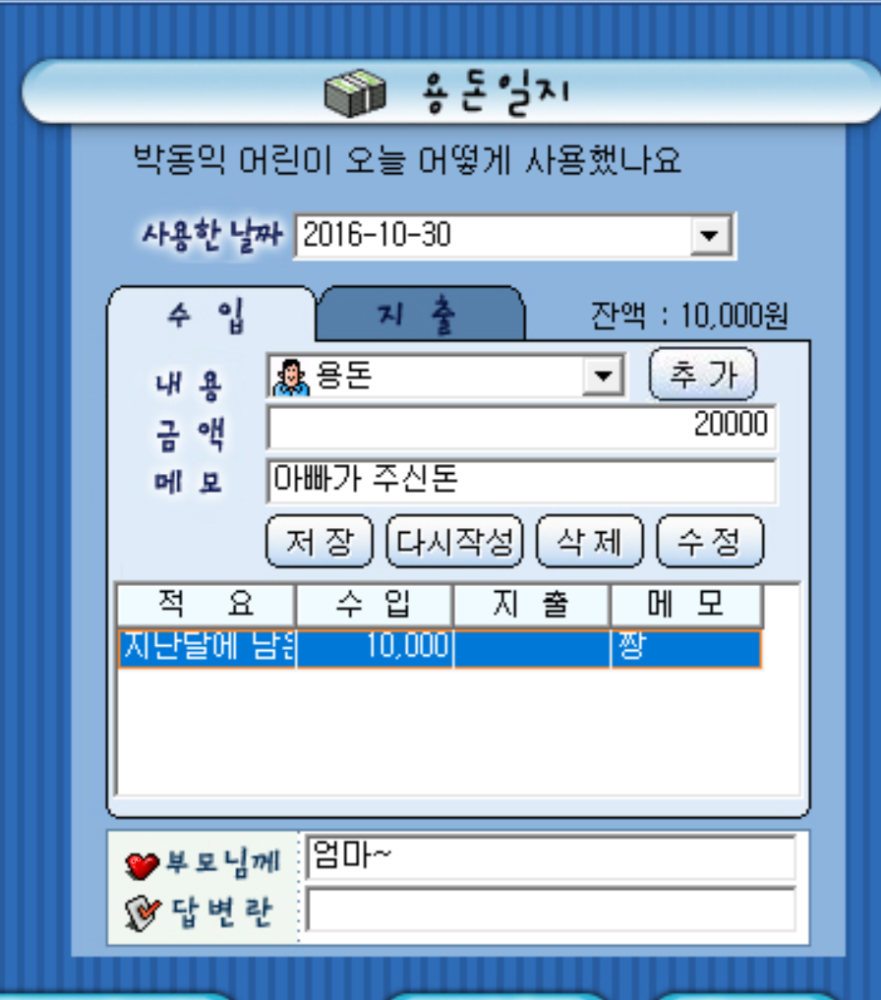 용돈일지
박동익 어린이 오늘 어떻게 사용했나요
사용한 날짜 2016-10-30
수 입 지 출 잔액 : 10,000원
내 용 용돈 추 가
금 액 20000
메 모 아빠가 주신돈
저 장 다시작성 삭 제 수 정
적 요 수 입 지 출 메 모
지난달에 10,000 짱
부모님께 엄마~
답변란